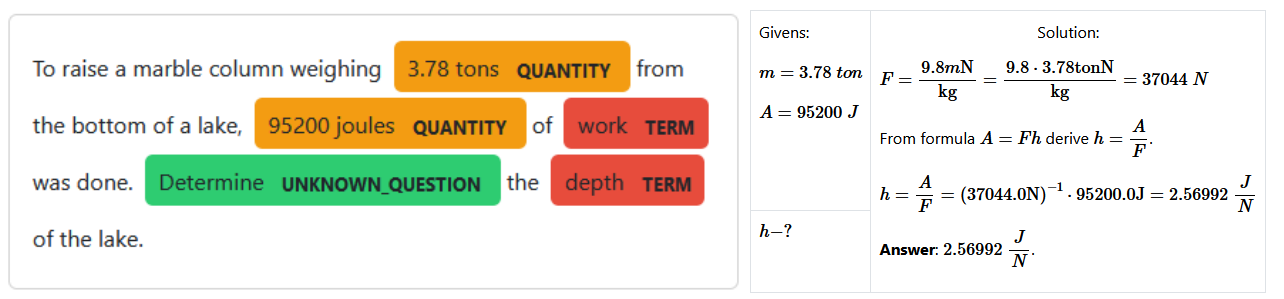 To raise a marble column weighing 3.78 tons QUANTITY from
the bottom of a lake, 95200 joules QUANTITY of work TERM
was done. Determine UNKNOWN_QUESTION the depth TERM
of the lake.
Givens:
m = 3.78 ton
A = 95200 J
h−?
Solution:
F = 9.8mN/kg = 9.8 · 3.78tonN/kg = 37044 N
From formula A = Fh derive h = A/F.
h = A/F = (37044.0N)⁻¹ · 95200.0J = 2.56992 J/N
Answer: 2.56992 J/N.